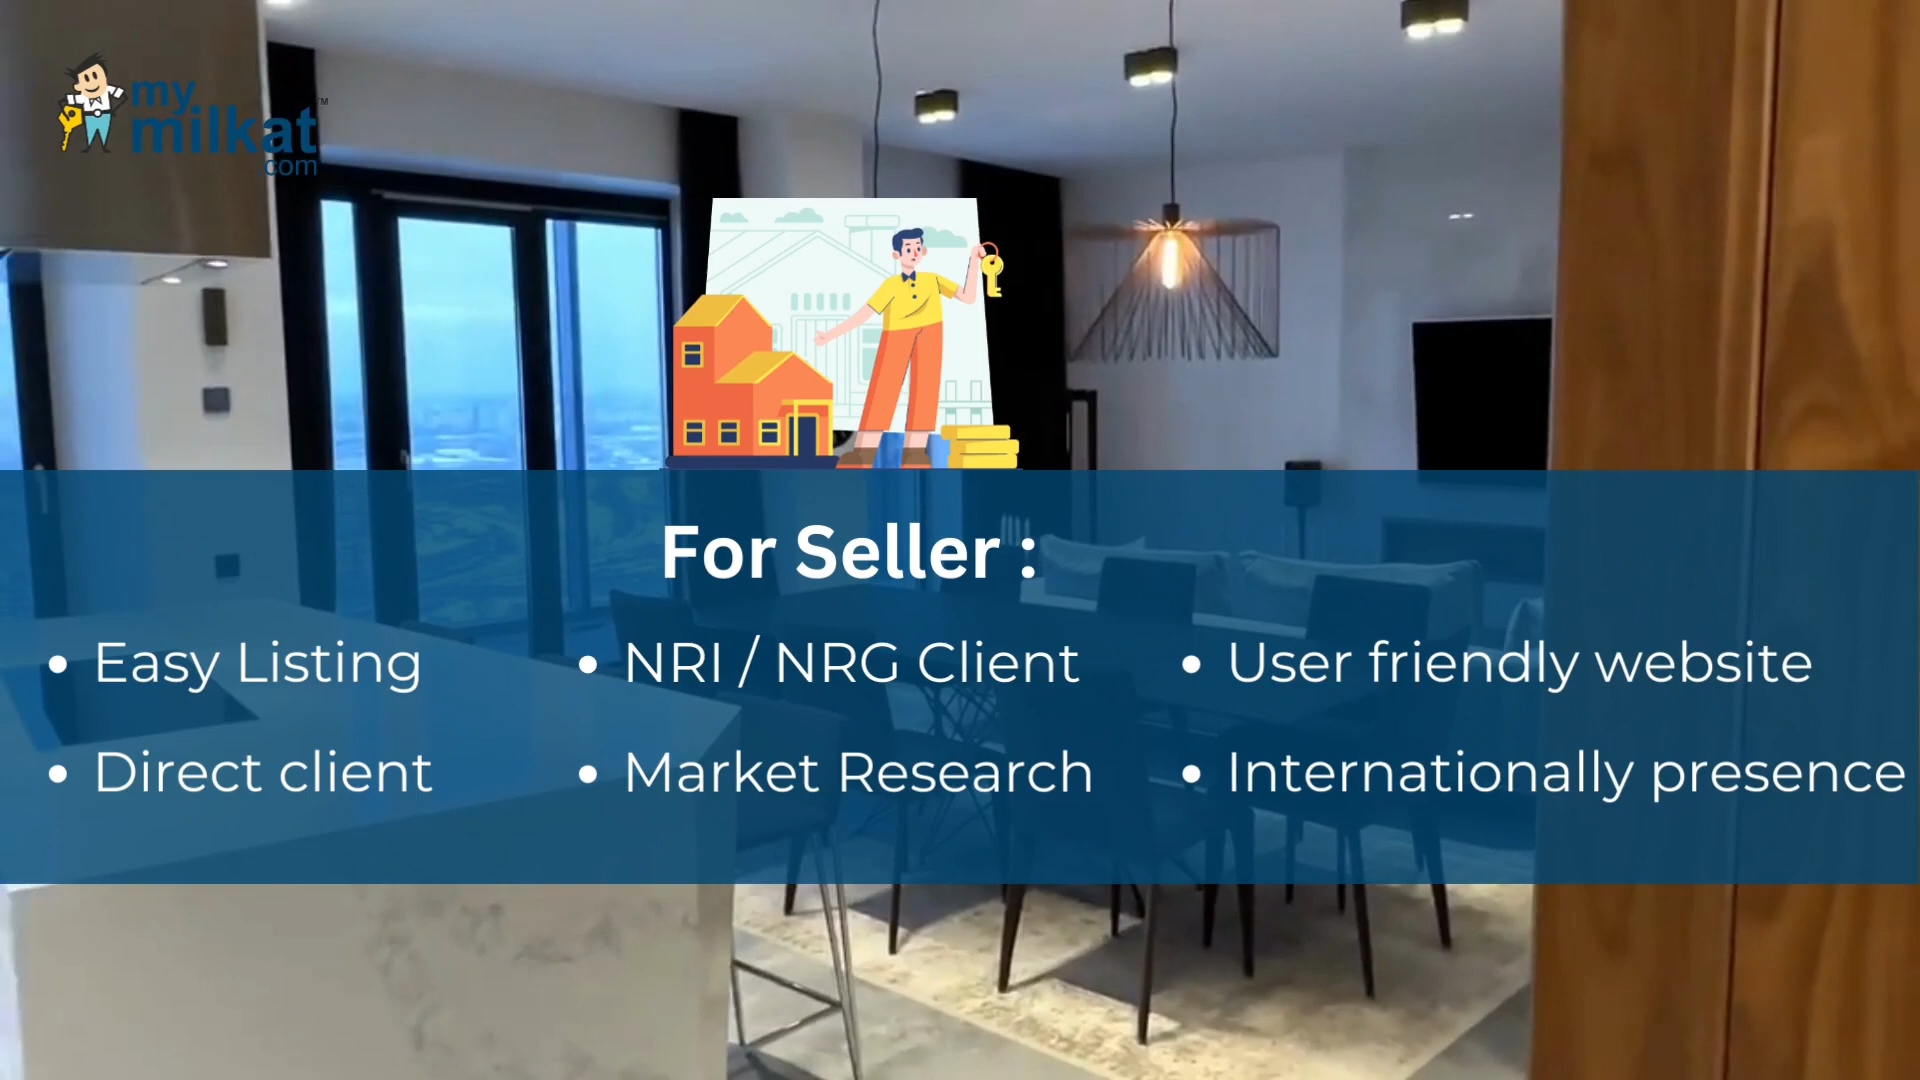 my
milkat
TM
com
For Seller :
• Easy Listing
• NRI / NRG Client
• User friendly website
• Direct client
• Market Research
• Internationally presence